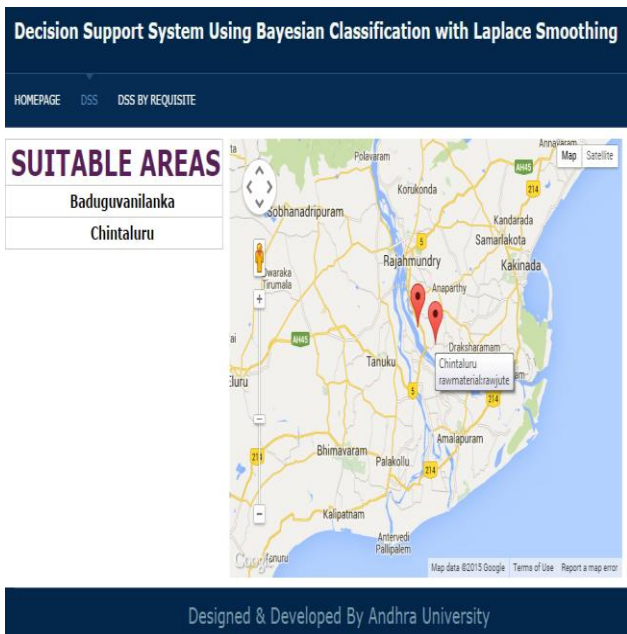 Decision Support System Using Bayesian Classification with Laplace Smoothing
HOMEPAGE DSS DSS BY REQUISITE
SUITABLE AREAS
Baduguvanilanka
Chintaluru
Map Satellite
Polavaram
AH45
Korukonda
214
Sobhanadripuram
Kandarada
5
Samarlakota
Rajahmundry
Kakinada
Dwaraka
Tirumala
Anaparthy
AH45
Draksharamam
Chintaluru
rawmaterial:rawjute
Tanuku
5
214
Amalapuram
214
Bhimavaram
Palakollu
214
Kalipatnam
Antervedi
Pallipalem
Google
Map data ©2015 Google Terms of Use Report a map error
Designed & Developed By Andhra University